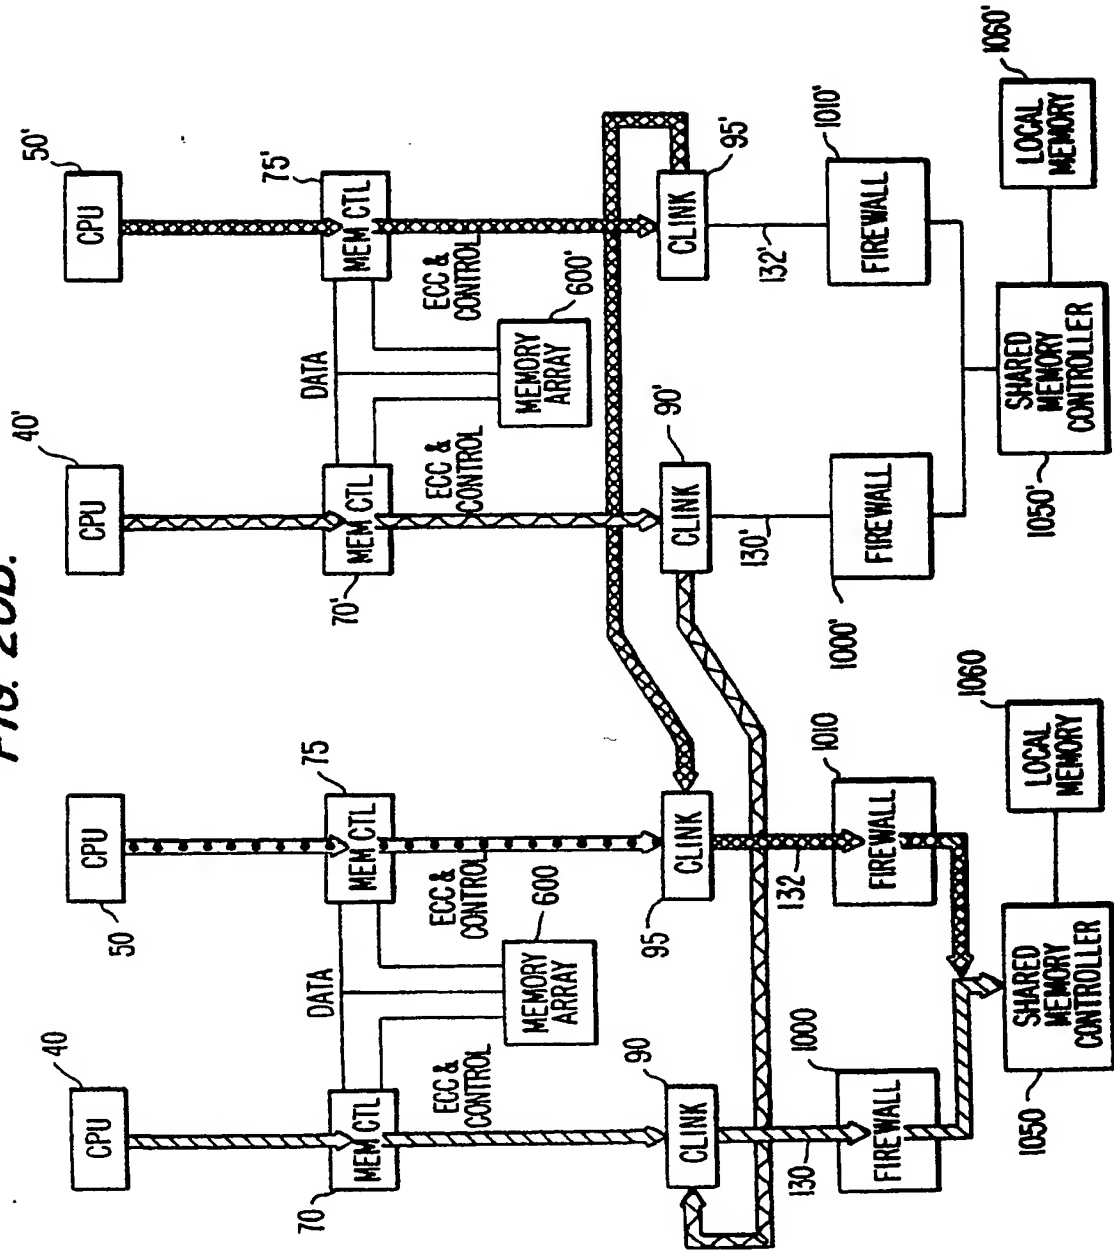 FIG. 20B.
40
CPU
50
CPU
40'
CPU
50'
CPU
70
MEM CTL
DATA
75
MEM CTL
70'
MEM CTL
DATA
75'
MEM CTL
ECC &
CONTROL
ECC &
CONTROL
ECC &
CONTROL
ECC &
CONTROL
600
MEMORY
ARRAY
600'
MEMORY
ARRAY
90
CLINK
95
CLINK
90'
CLINK
95'
CLINK
130
132
130'
132'
1000
FIREWALL
1010
FIREWALL
1000'
FIREWALL
1010'
FIREWALL
1050
SHARED
MEMORY
CONTROLLER
1060
LOCAL
MEMORY
1050'
SHARED
MEMORY
CONTROLLER
1060'
LOCAL
MEMORY